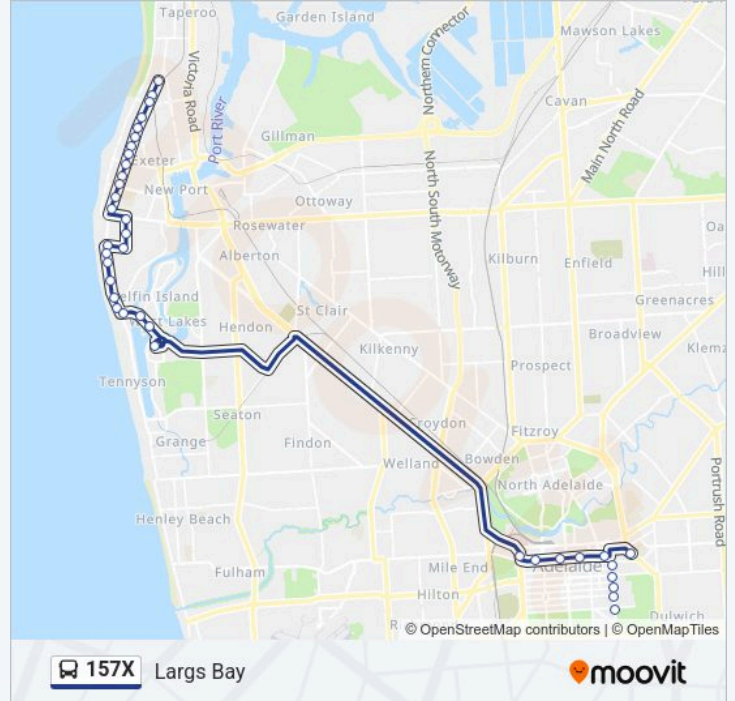 Taperoo
Garden Island
Mawson Lakes
Northern Connector
Victoria Road
Port River
Cavan
Main North Road
Gillman
Exeter
New Port
Ottoway
North South Motorway
Rosewater
Alberton
Kilburn
Enfield
Greenacres
St Clair
Hendon
Kilkenny
Broadview
Prospect
Tennyson
Seaton
Grange
Findon
Croydon
Fitzroy
Welland
Bowden
North Adelaide
Portrush Road
Henley Beach
Fulham
Mile End
Adelaide
Hilton
Dulwich
© OpenStreetMap contributors | © OpenMapTiles
157X Largs Bay
moovit